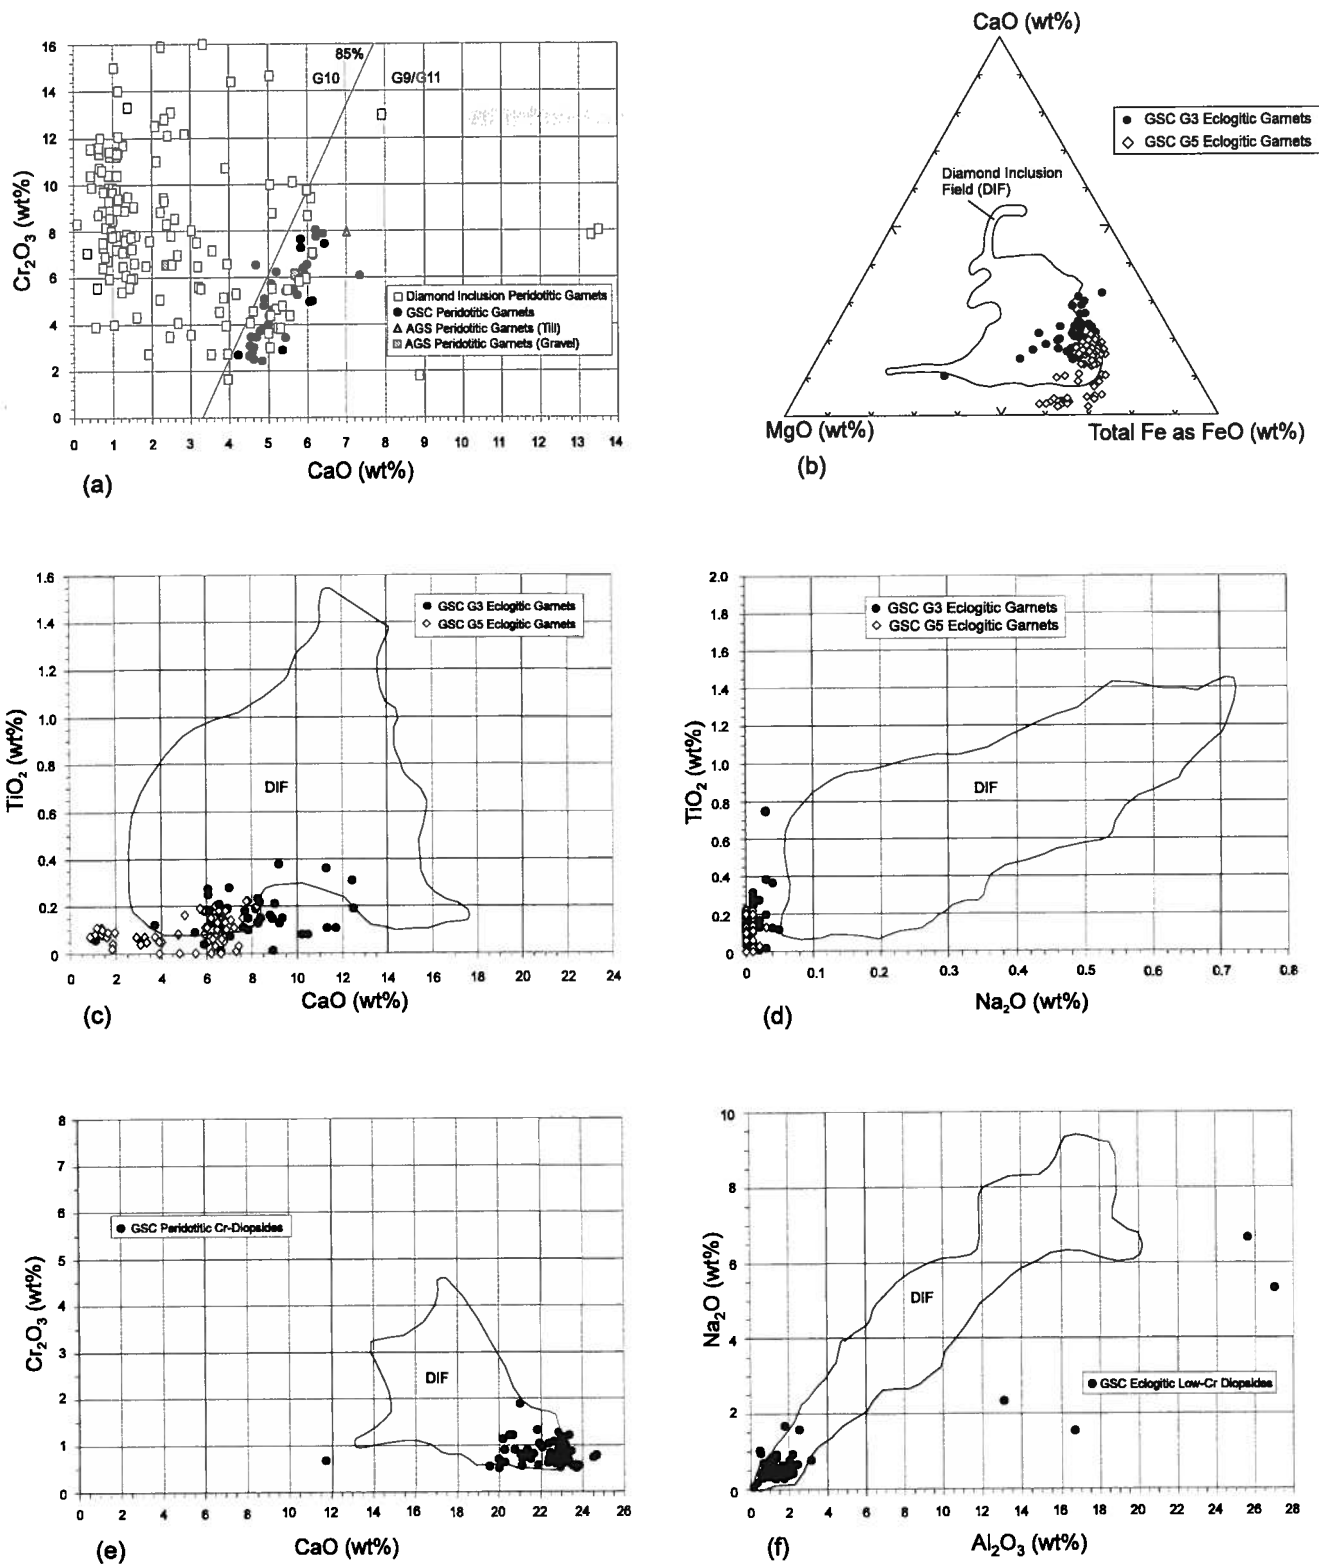 85%
G10
G9/G11
Cr₂O₃ (wt%)
16
14
12
10
8
6
4
2
0
□ Diamond Inclusion Peridotitic Garnets
● GSC Peridotitic Garnets
△ AGS Peridotitic Garnets (Till)
AGS Peridotitic Garnets (Gravel)
0 1 2 3 4 5 6 7 8 9 10 11 12 13 14
CaO (wt%)
(a)
CaO (wt%)
● GSC G3 Eclogitic Garnets
◇ GSC G5 Eclogitic Garnets
Diamond Inclusion
Field (DIF)
MgO (wt%)
Total Fe as FeO (wt%)
(b)
TiO₂ (wt%)
1.6
1.4
1.2
1.0
0.8
0.6
0.4
0.2
0
● GSC G3 Eclogitic Garnets
◇ GSC G5 Eclogitic Garnets
DIF
0 2 4 6 8 10 12 14 16 18 20 22 24
CaO (wt%)
(c)
TiO₂ (wt%)
2.0
1.8
1.6
1.4
1.2
1.0
0.8
0.6
0.4
0.2
0
● GSC G3 Eclogitic Garnets
◇ GSC G5 Eclogitic Garnets
DIF
0 0.1 0.2 0.3 0.4 0.5 0.6 0.7 0.8
Na₂O (wt%)
(d)
Cr₂O₃ (wt%)
8
7
6
5
4
3
2
1
0
● GSC Peridotitic Cr-Diopsides
DIF
0 2 4 6 8 10 12 14 16 18 20 22 24 26
CaO (wt%)
(e)
Na₂O (wt%)
10
8
6
4
2
0
DIF
● GSC Eclogitic Low-Cr Diopsides
0 2 4 6 8 10 12 14 16 18 20 22 24 26 28
Al₂O₃ (wt%)
(f)